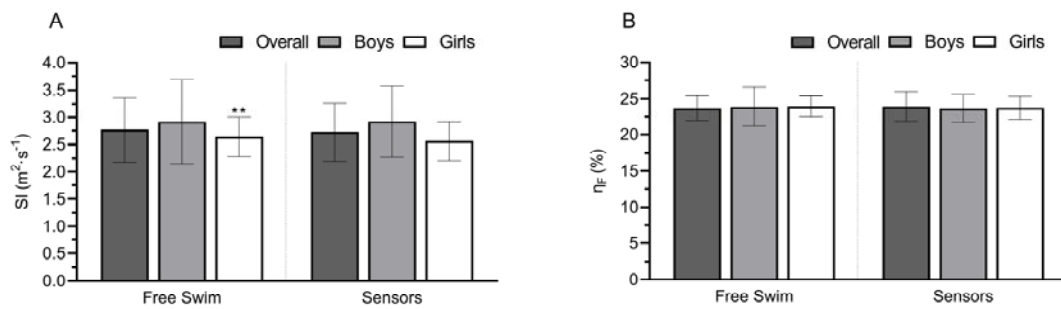 A
Overall Boys Girls
SI (m²·s⁻¹)
4.0
3.5
3.0
2.5
2.0
1.5
1.0
0.5
0.0
**
Free Swim Sensors
B
Overall Boys Girls
ηF (%)
30
25
20
15
10
5
0
Free Swim Sensors